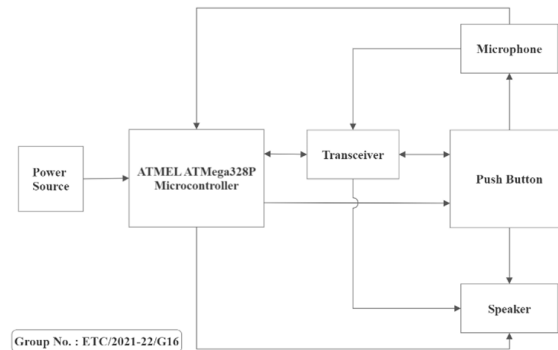 Microphone
Power
Source
ATMEL ATMega328P
Microcontroller
Transceiver
Push Button
Speaker
Group No. : ETC/2021-22/G16